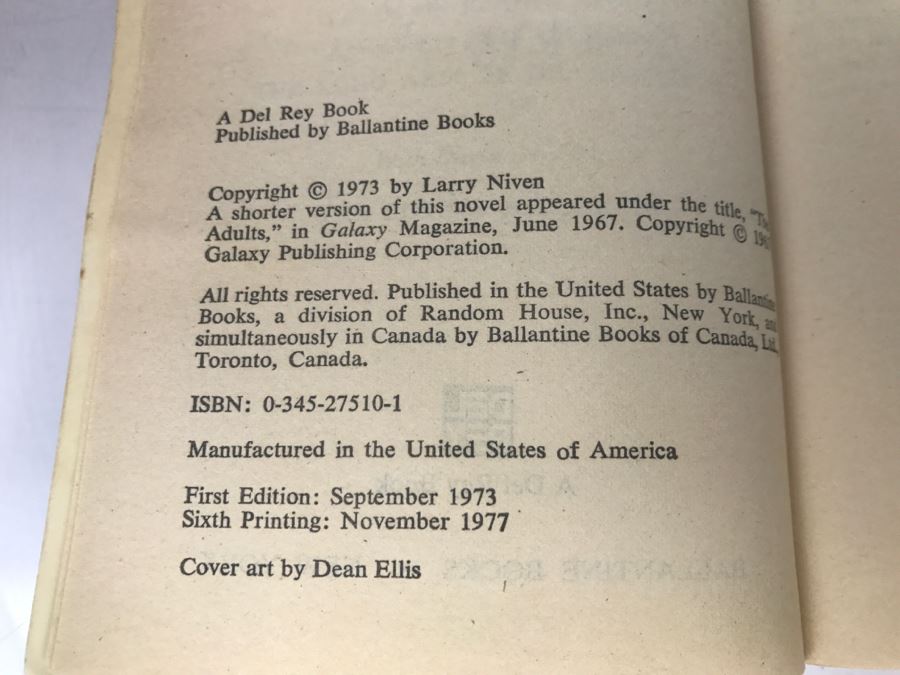 A Del Rey Book
Published by Ballantine Books
Copyright © 1973 by Larry Niven
A shorter version of this novel appeared under the title, "The
Adults," in Galaxy Magazine, June 1967. Copyright ©
Galaxy Publishing Corporation.
All rights reserved. Published in the United States by Ballantine
Books, a division of Random House, Inc., New York, and
simultaneously in Canada by Ballantine Books of Canada, Ltd.,
Toronto, Canada.
ISBN: 0-345-27510-1
Manufactured in the United States of America
First Edition: September 1973
Sixth Printing: November 1977
Cover art by Dean Ellis